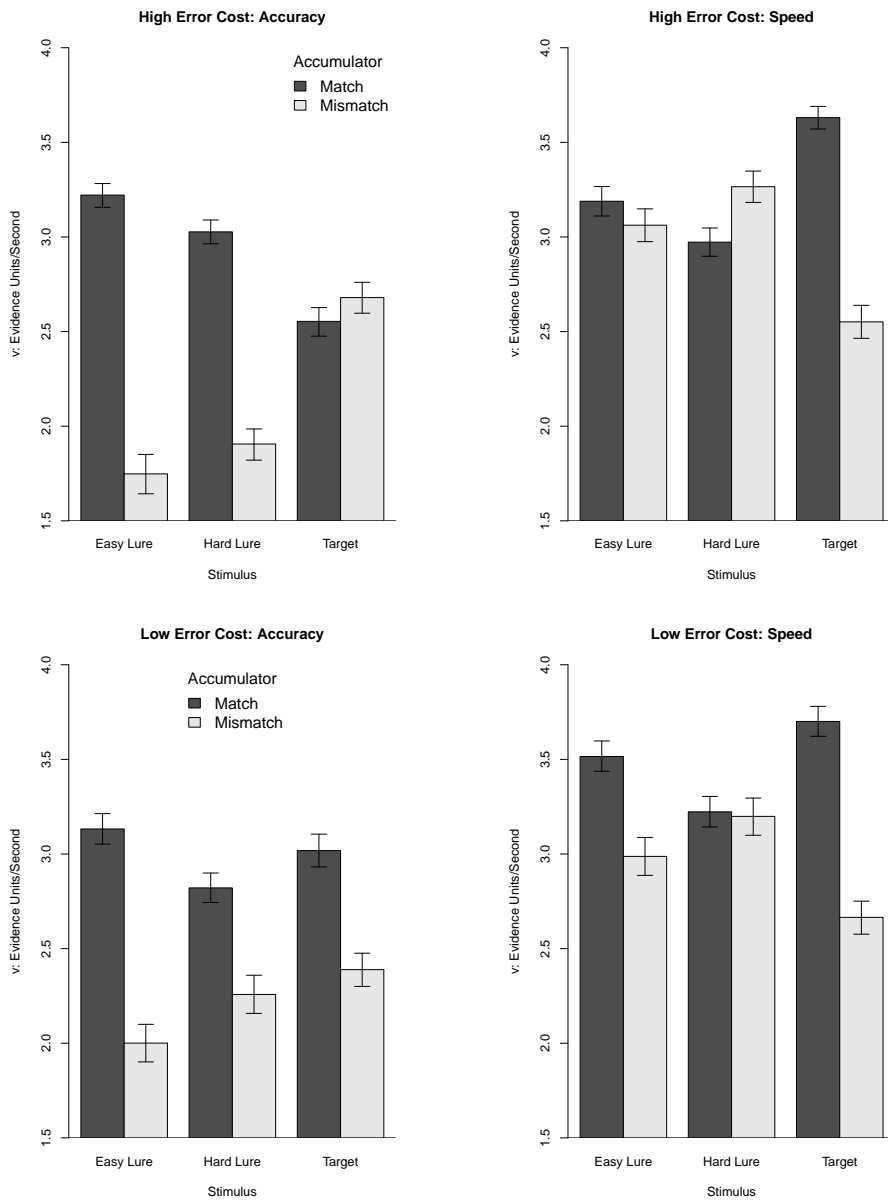 High Error Cost: Accuracy
Accumulator
Match
Mismatch
v: Evidence Units/Second
4.0
3.5
3.0
2.5
2.0
1.5
Easy Lure Hard Lure Target
Stimulus
High Error Cost: Speed
v: Evidence Units/Second
4.0
3.5
3.0
2.5
2.0
1.5
Easy Lure Hard Lure Target
Stimulus
Low Error Cost: Accuracy
Accumulator
Match
Mismatch
v: Evidence Units/Second
4.0
3.5
3.0
2.5
2.0
1.5
Easy Lure Hard Lure Target
Stimulus
Low Error Cost: Speed
v: Evidence Units/Second
4.0
3.5
3.0
2.5
2.0
1.5
Easy Lure Hard Lure Target
Stimulus